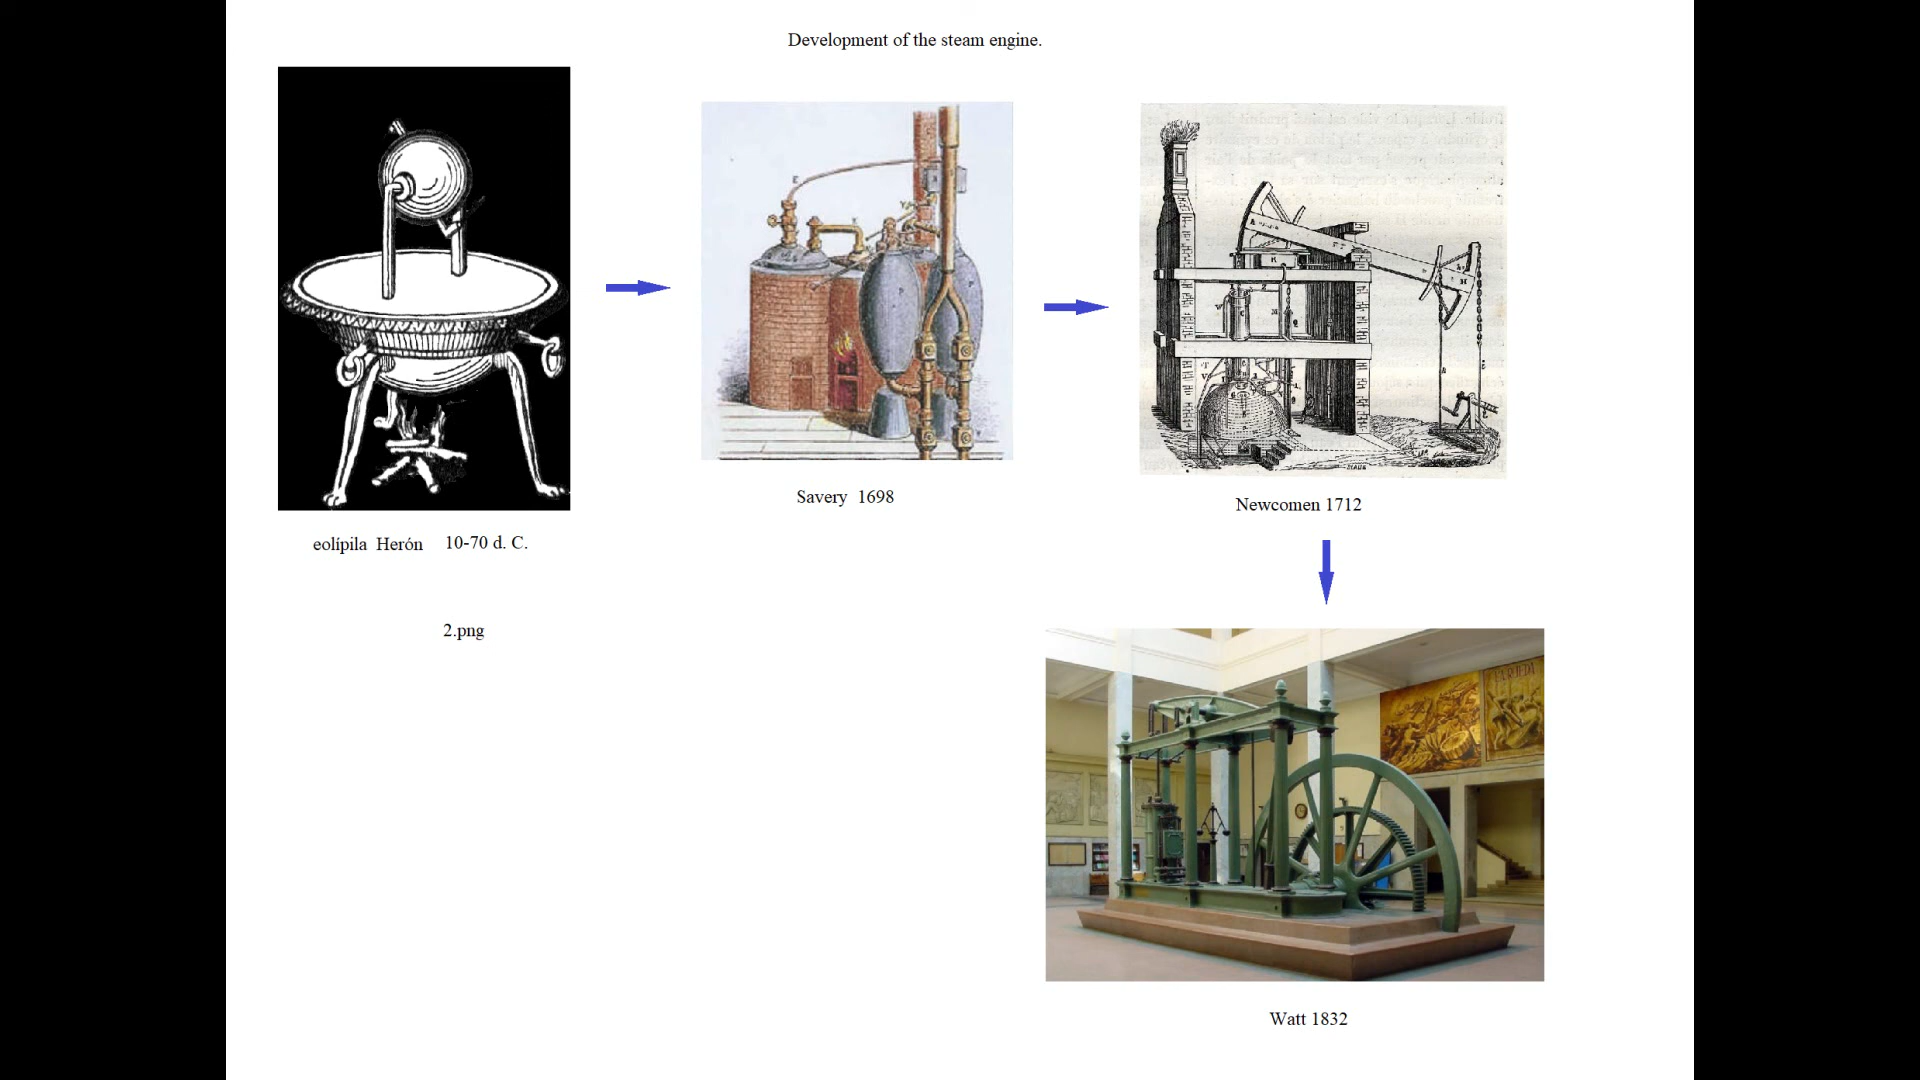 Development of the steam engine.
Savery 1698
Newcomen 1712
eolípila Herón 10-70 d. C.
2.png
Watt 1832